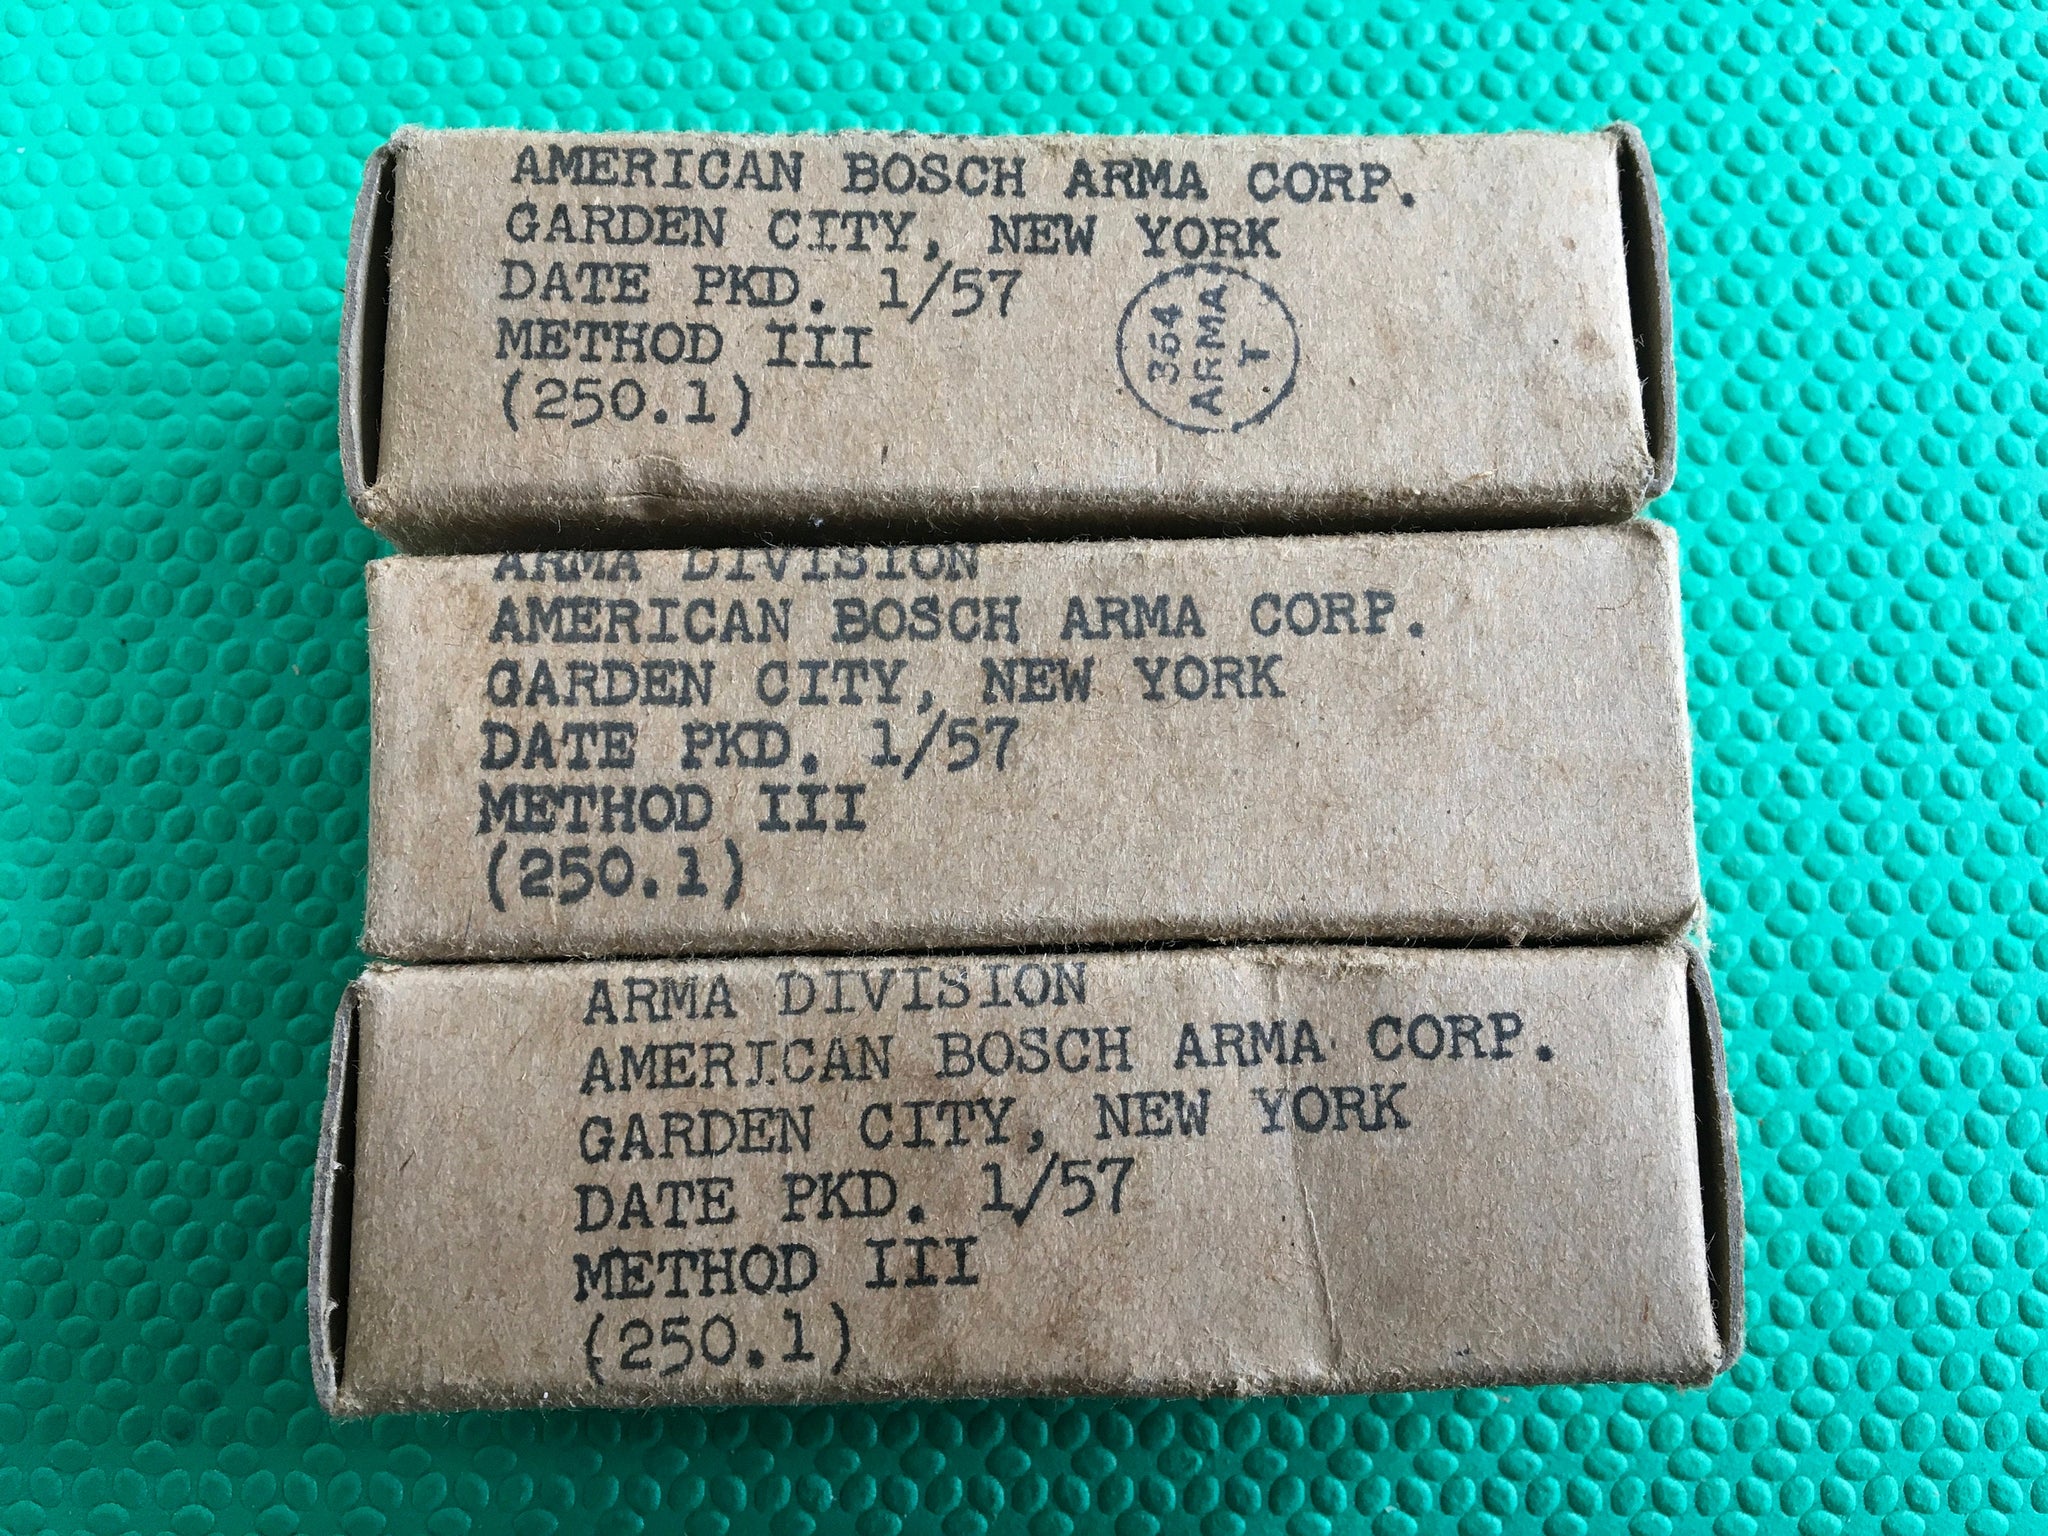 AMERICAN BOSCH ARMA CORP.
GARDEN CITY, NEW YORK
DATE PKD. 1/57
METHOD III
(250.1)
354
ARMA
T
ARMA DIVISION
AMERICAN BOSCH ARMA CORP.
GARDEN CITY, NEW YORK
DATE PKD. 1/57
METHOD III
(250.1)
ARMA DIVISION
AMERICAN BOSCH ARMA CORP.
GARDEN CITY, NEW YORK
DATE PKD. 1/57
METHOD III
(250.1)